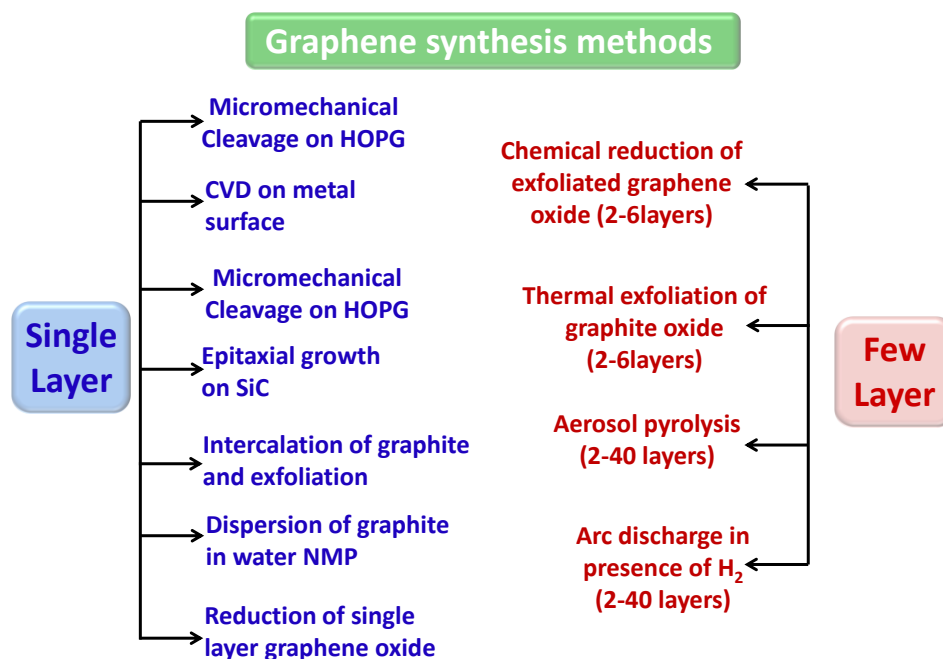 Graphene synthesis methods
Single
Layer
Micromechanical
Cleavage on HOPG
CVD on metal
surface
Micromechanical
Cleavage on HOPG
Epitaxial growth
on SiC
Intercalation of graphite
and exfoliation
Dispersion of graphite
in water NMP
Reduction of single
layer graphene oxide
Chemical reduction of
exfoliated graphene
oxide (2-6layers)
Thermal exfoliation of
graphite oxide
(2-6layers)
Aerosol pyrolysis
(2-40 layers)
Arc discharge in
presence of H₂
(2-40 layers)
Few
Layer